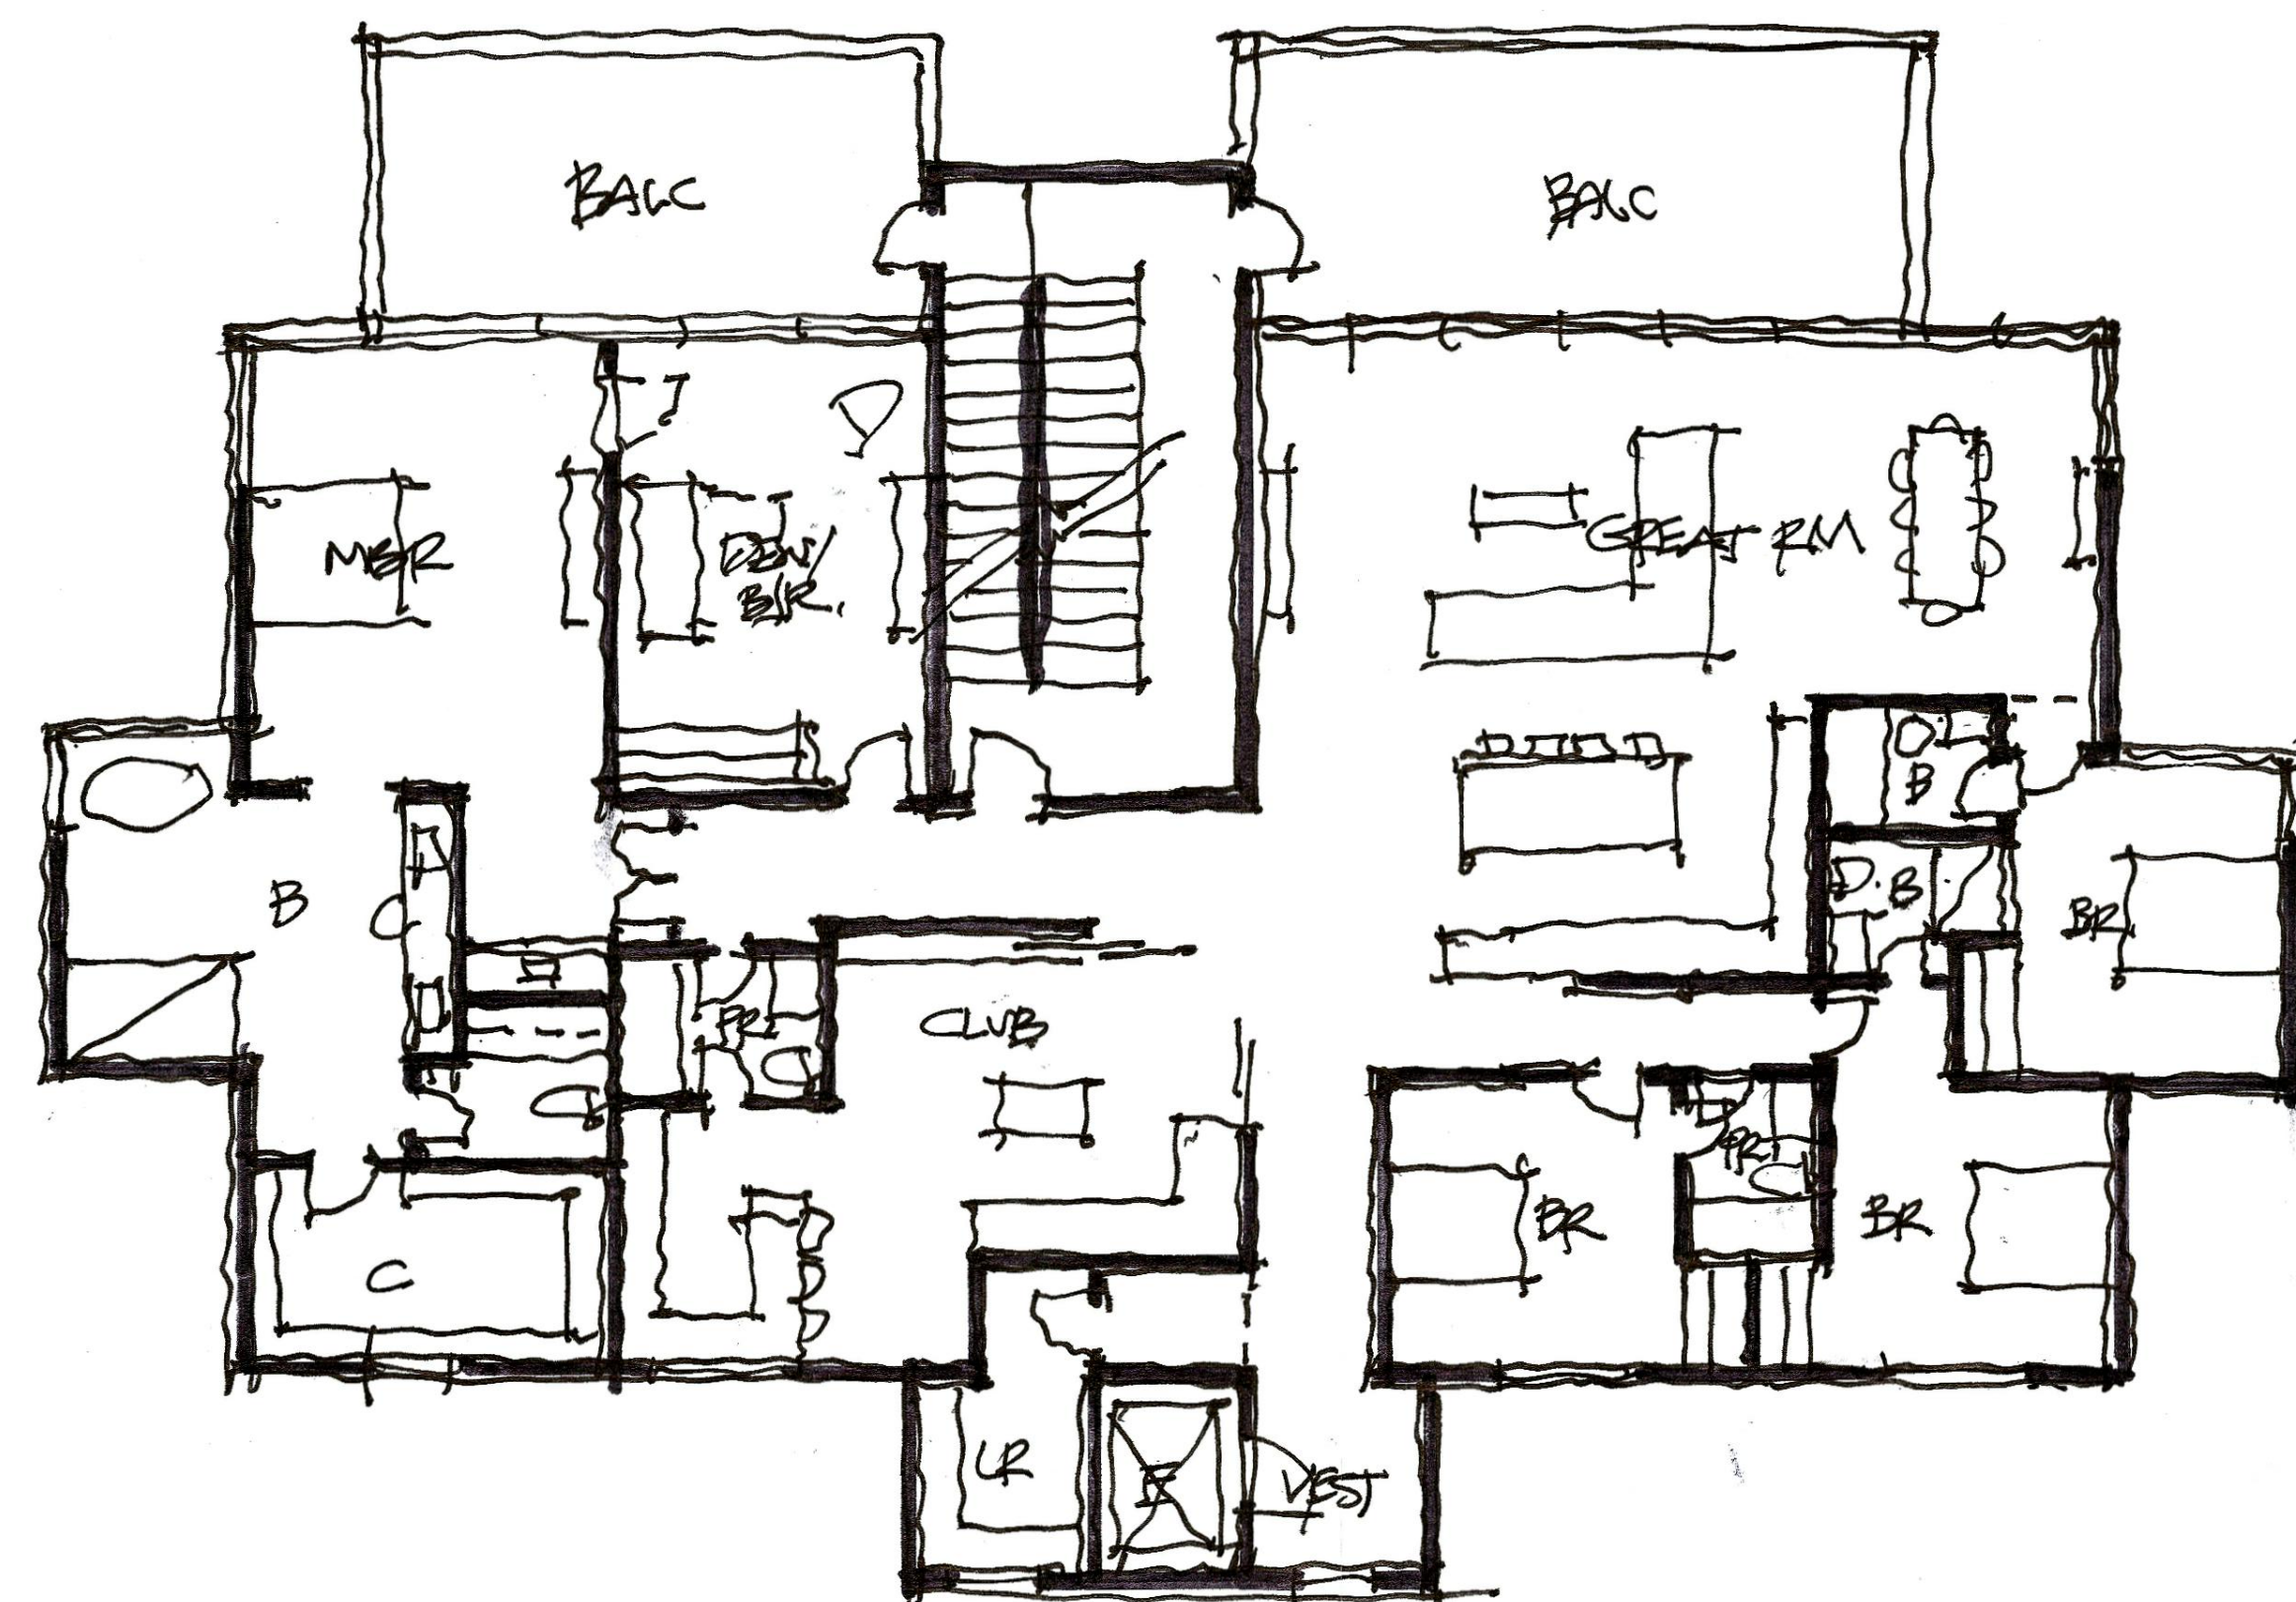 BALC
BALC
MBR
DEN/
B/R.
GREAT RM
B
B
D. B
BR
CLUB
PR
PR
BR
BR
C
LR
E
VEST